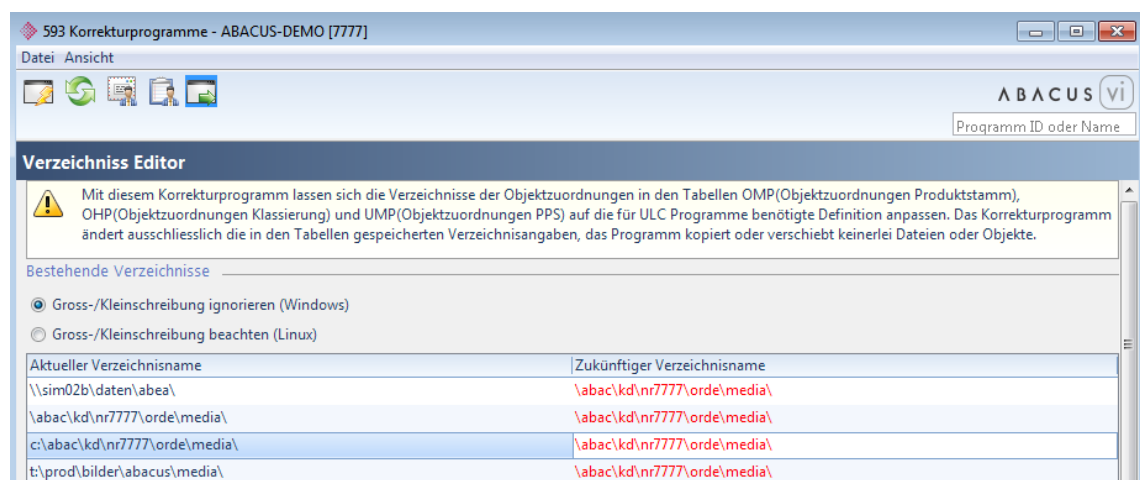 593 Korrekturprogramme - ABACUS-DEMO [7777]
Datei Ansicht
ABACUS vi
Programm ID oder Name
Verzeichniss Editor
Mit diesem Korrekturprogramm lassen sich die Verzeichnisse der Objektzuordnungen in den Tabellen OMP(Objektzuordnungen Produktstamm),
OHP(Objektzuordnungen Klassierung) und UMP(Objektzuordnungen PPS) auf die für ULC Programme benötigte Definition anpassen. Das Korrekturprogramm
ändert ausschliesslich die in den Tabellen gespeicherten Verzeichnisangaben, das Programm kopiert oder verschiebt keinerlei Dateien oder Objekte.
Bestehende Verzeichnisse
Gross-/Kleinschreibung ignorieren (Windows)
Gross-/Kleinschreibung beachten (Linux)
Aktueller Verzeichnisname Zukünftiger Verzeichnisname
\\sim02b\daten\abea\ \abac\kd\nr7777\orde\media\
\abac\kd\nr7777\orde\media\ \abac\kd\nr7777\orde\media\
c:\abac\kd\nr7777\orde\media\ \abac\kd\nr7777\orde\media\
t:\prod\bilder\abacus\media\ \abac\kd\nr7777\orde\media\